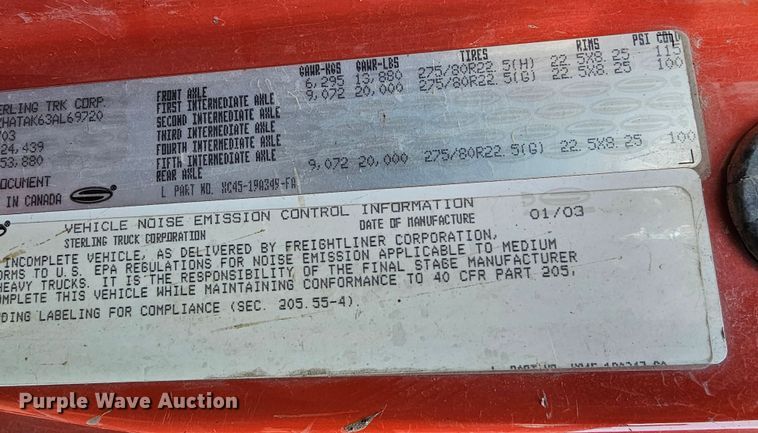 GAWR-KGS GAWR-LBS TIRES RIMS PSI COLD
FRONT AXLE 6,295 13,880 275/80R22.5(H) 22.5X8.25 115
FIRST INTERMEDIATE AXLE 9,072 20,000 275/80R22.5(G) 22.5X8.25 100
SECOND INTERMEDIATE AXLE
THIRD INTERMEDIATE AXLE
FOURTH INTERMEDIATE AXLE
FIFTH INTERMEDIATE AXLE
REAR AXLE 9,072 20,000 275/80R22.5(G) 22.5X8.25 100
L PART NO. XC45-19A349-FA
ERLING TRK CORP.
HATAK63AL69720
/03
24,439
53,880
DOCUMENT
IN CANADA
VEHICLE NOISE EMISSION CONTROL INFORMATION
STERLING TRUCK CORPORATION DATE OF MANUFACTURE 01/03
INCOMPLETE VEHICLE, AS DELIVERED BY FREIGHTLINER CORPORATION,
ORMS TO U.S. EPA REGULATIONS FOR NOISE EMISSION APPLICABLE TO MEDIUM
HEAVY TRUCKS. IT IS THE RESPONSIBILITY OF THE FINAL STAGE MANUFACTURER
OMPLETE THIS VEHICLE WHILE MAINTAINING CONFORMANCE TO 40 CFR PART 205,
DING LABELING FOR COMPLIANCE (SEC. 205.55-4).
Purple Wave Auction